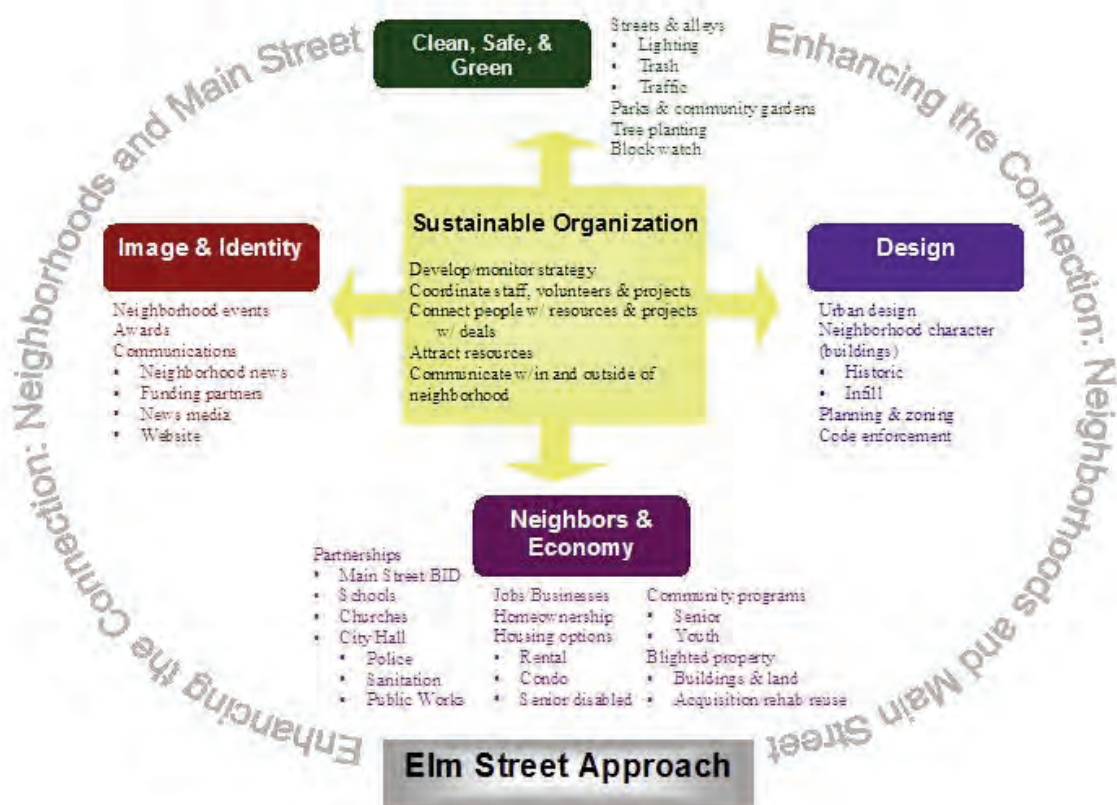 Enhancing the Connection: Neighborhoods and Main Street
Enhancing the Connection: Neighborhoods and Main Street
Clean, Safe, &
Green
Streets & alleys
• Lighting
• Trash
• Traffic
Parks & community gardens
Tree planting
Block watch
Sustainable Organization
Develop/monitor strategy
Coordinate staff, volunteers & projects
Connect people w/ resources & projects
w/ deals
Attract resources
Communicate w/in and outside of
neighborhood
Image & Identity
Neighborhood events
Awards
Communications
• Neighborhood news
• Funding partners
• News media
• Website
Design
Urban design
Neighborhood character
(buildings)
• Historic
• Infill
Planning & zoning
Code enforcement
Neighbors &
Economy
Partnerships
• Main Street BID
• Schools
• Churches
• City Hall
• Police
• Sanitation
• Public Works
Jobs/Businesses
Homeownership
Housing options
• Rental
• Condo
• Senior disabled
Community programs
• Senior
• Youth
Blighted property
• Buildings & land
• Acquisition rehab reuse
Elm Street Approach